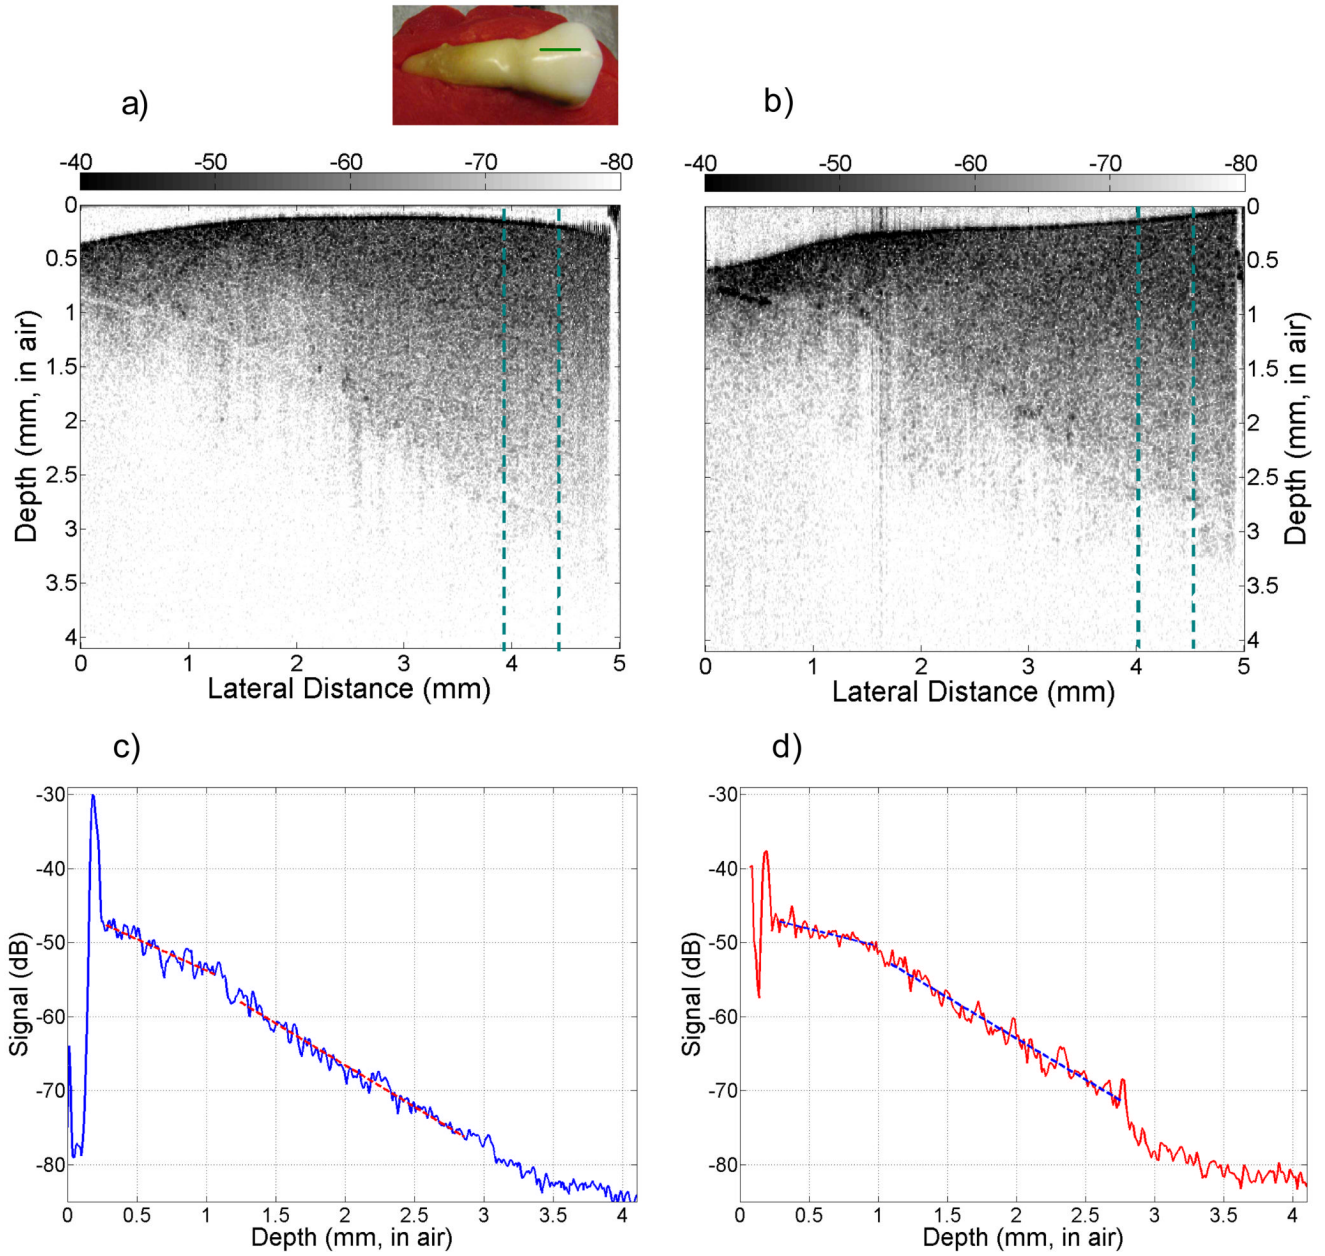 a)
b)
-40 -50 -60 -72 -80
-40 -50 -60 -72 -80
0
0.5
1
1.5
2
2.5
3
3.5
4
Depth (mm, in air)
0 1 2 3 4 5
Lateral Distance (mm)
0
0.5
1
1.5
2
2.5
3
3.5
4
Depth (mm, in air)
0 1 2 3 4 5
Lateral Distance (mm)
c)
d)
-30
-40
-50
-60
-70
-80
Signal (dB)
0 0.5 1 1.5 2 2.5 3 3.5 4
Depth (mm, in air)
-30
-40
-50
-60
-70
-80
Signal (dB)
0 0.5 1 1.5 2 2.5 3 3.5 4
Depth (mm, in air)